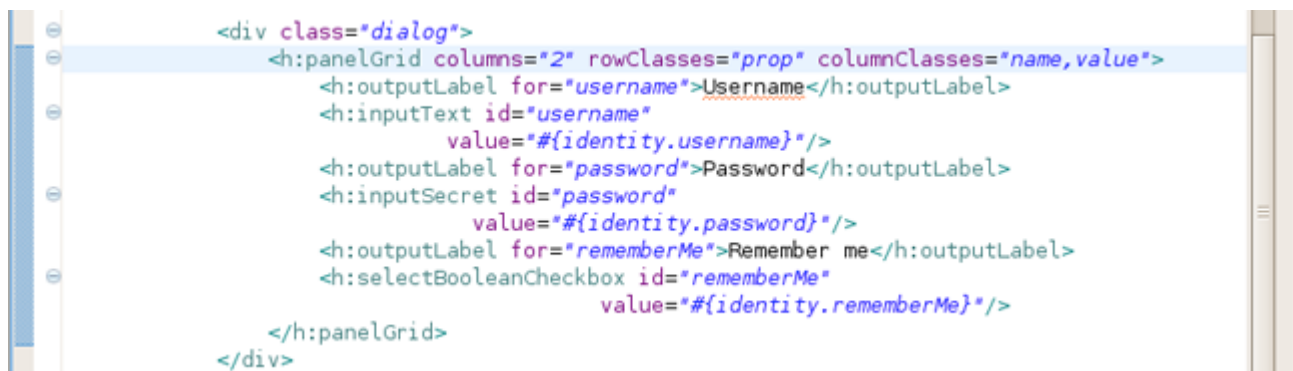 <div class="dialog">
<h:panelGrid columns="2" rowClasses="prop" columnClasses="name,value">
<h:outputLabel for="username">Username</h:outputLabel>
<h:inputText id="username"
value="#{identity.username}"/>
<h:outputLabel for="password">Password</h:outputLabel>
<h:inputSecret id="password"
value="#{identity.password}"/>
<h:outputLabel for="rememberMe">Remember me</h:outputLabel>
<h:selectBooleanCheckbox id="rememberMe"
value="#{identity.rememberMe}"/>
</h:panelGrid>
</div>